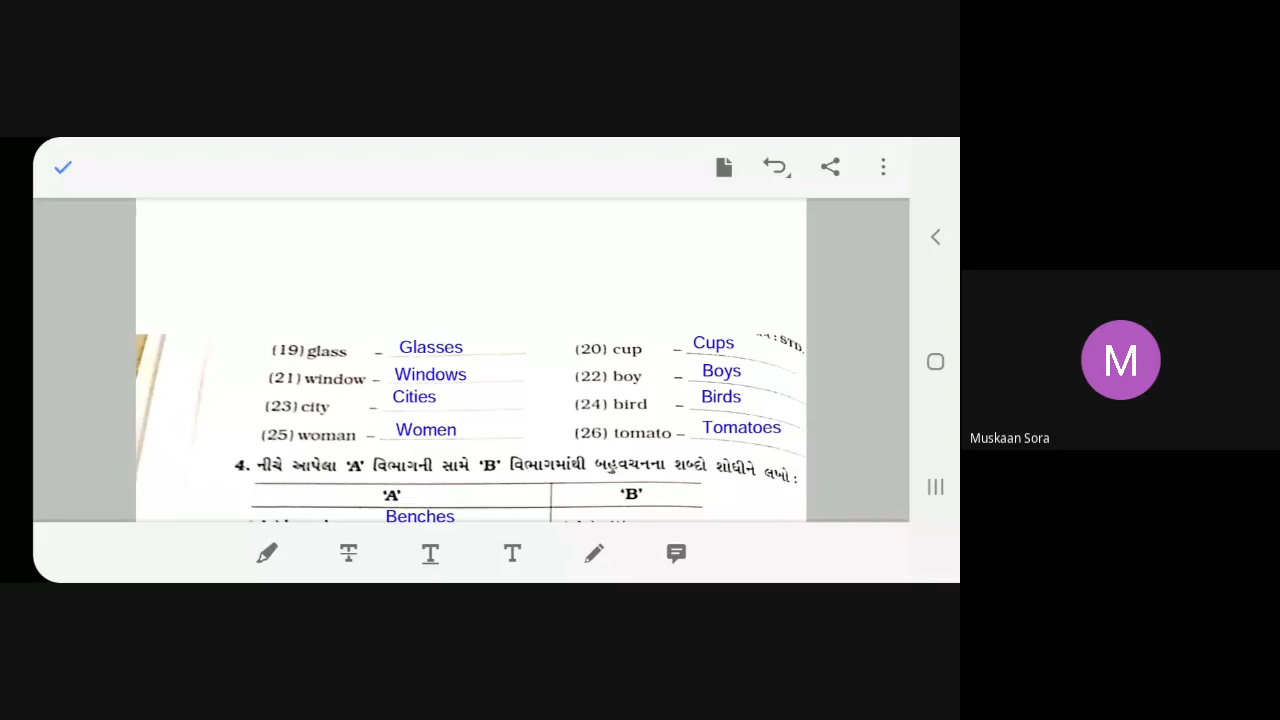 (19) glass – Glasses (20) cup – Cups
(21) window – Windows (22) boy – Boys
(23) city – Cities (24) bird – Birds
(25) woman – Women (26) tomato – Tomatoes
: STD.
4. નીચે આપેલા 'A' વિભાગની સામે 'B' વિભાગમાંથી બહુવચનના શબ્દો શોધીને લખો :
'A' 'B'
Benches
M
Muskaan Sora